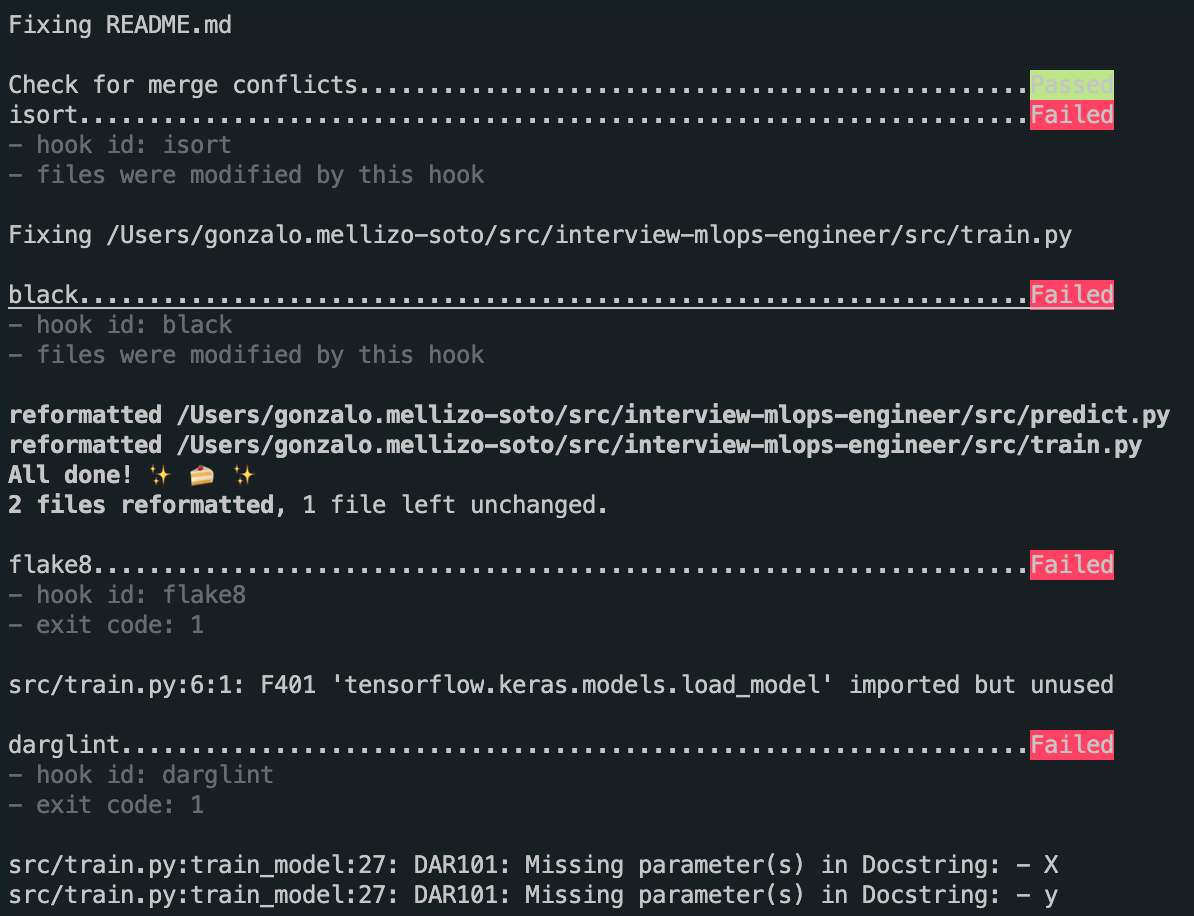 Fixing README.md
Check for merge conflicts................................................Passed
isort....................................................................Failed
- hook id: isort
- files were modified by this hook
Fixing /Users/gonzalo.mellizo-soto/src/interview-mlops-engineer/src/train.py
black....................................................................Failed
- hook id: black
- files were modified by this hook
reformatted /Users/gonzalo.mellizo-soto/src/interview-mlops-engineer/src/predict.py
reformatted /Users/gonzalo.mellizo-soto/src/interview-mlops-engineer/src/train.py
All done! ✨ 🍰 ✨
2 files reformatted, 1 file left unchanged.
flake8...................................................................Failed
- hook id: flake8
- exit code: 1
src/train.py:6:1: F401 'tensorflow.keras.models.load_model' imported but unused
darglint.................................................................Failed
- hook id: darglint
- exit code: 1
src/train.py:train_model:27: DAR101: Missing parameter(s) in Docstring: - X
src/train.py:train_model:27: DAR101: Missing parameter(s) in Docstring: - y